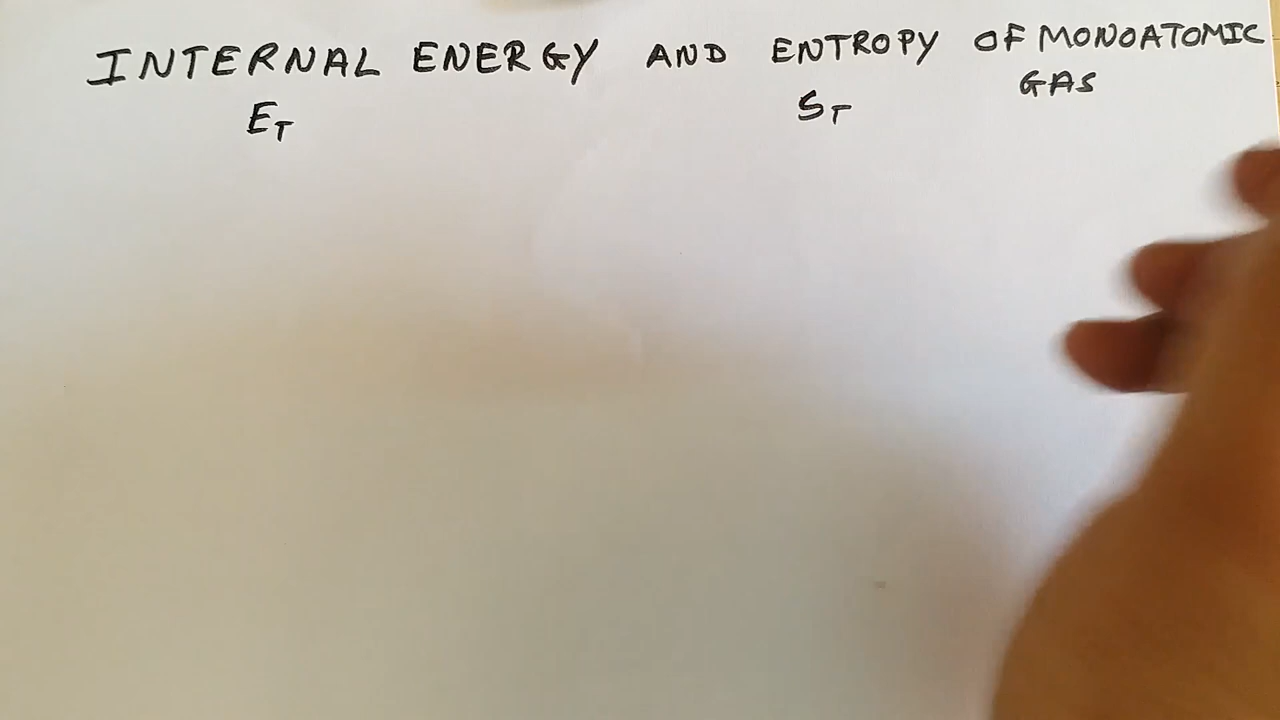 INTERNAL ENERGY AND ENTROPY OF MONOATOMIC
GAS
E_T S_T